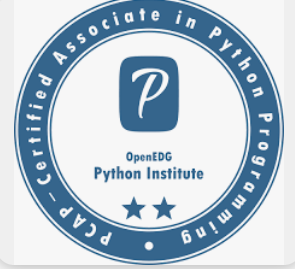 PCAP – Certified Associate in Python Programming
P
OpenEDG
Python Institute